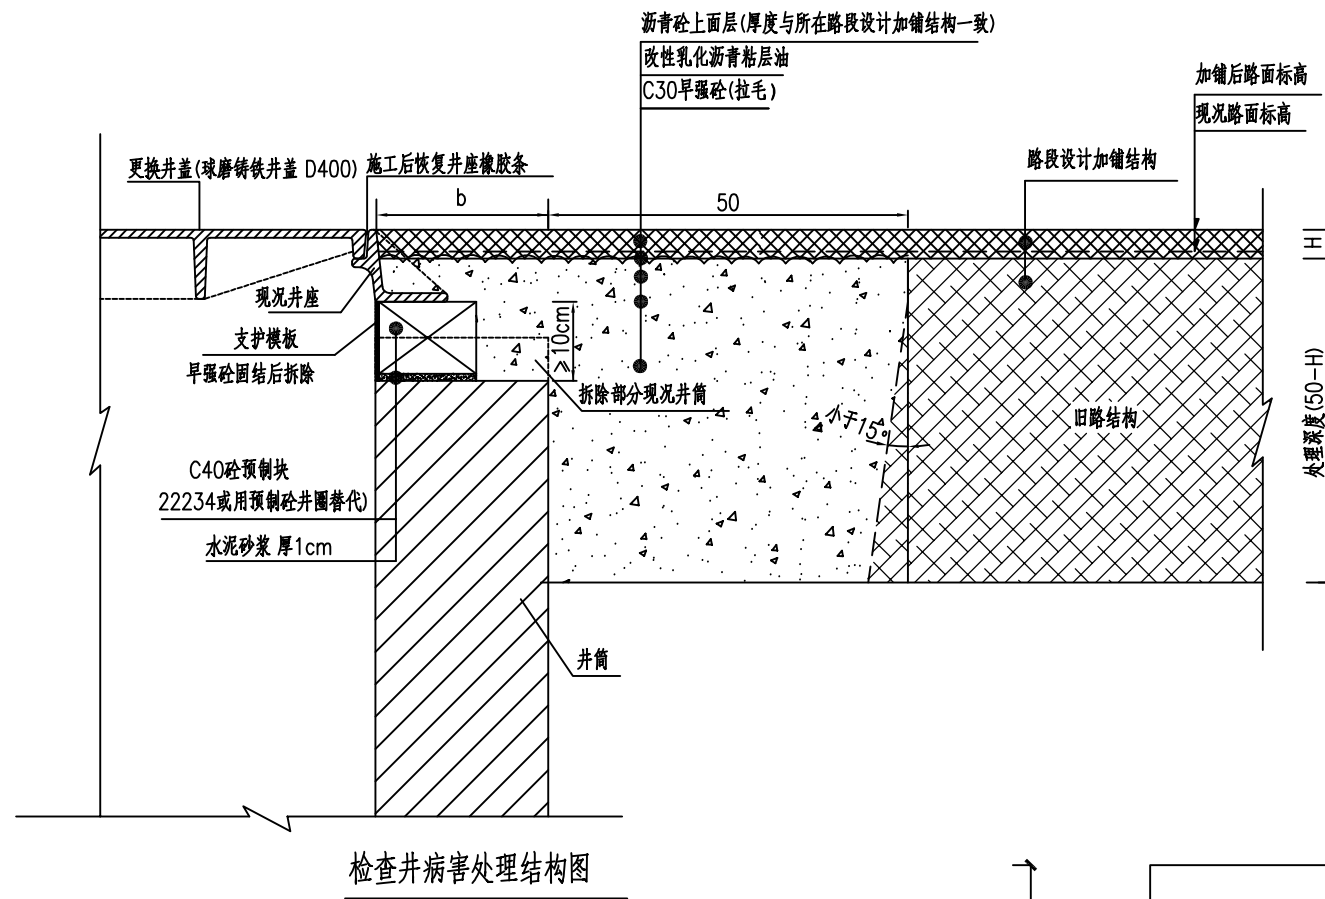 沥青砼上面层(厚度与所在路段设计加铺结构一致)
改性乳化沥青粘层油
C30早强砼(拉毛)
加铺后路面标高
现况路面标高
更换井盖(球磨铸铁井盖 D400)
施工后恢复井座橡胶条
路段设计加铺结构
b
50
H
现况井座
支护模板
早强砼固结后拆除
≥10cm
拆除部分现况井筒
小于15°
旧路结构
处理深度(50-H)
C40砼预制块
22234或用预制砼井圈替代)
水泥砂浆 厚1cm
井筒
检查井病害处理结构图